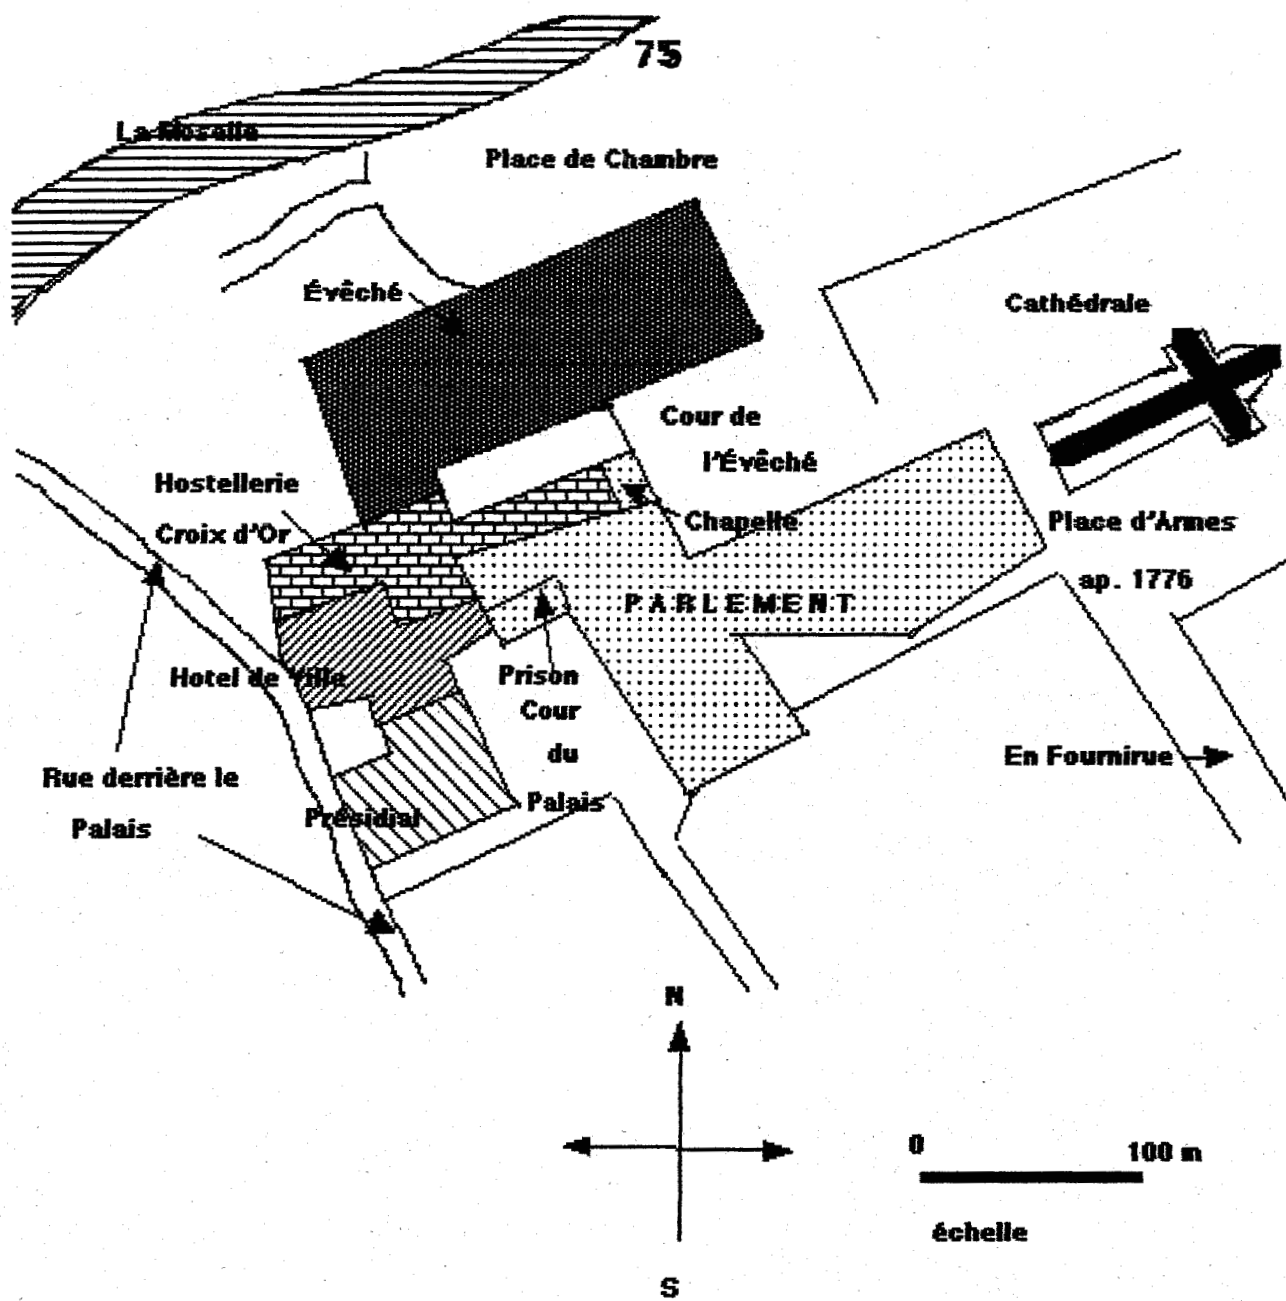 75
La Moselle
Place de Chambre
Évêché
Cathédrale
Cour de
l'Évêché
Hostellerie
Croix d'Or
Chapelle
Place d'Armes
ap. 1776
PARLEMENT
Hotel de Ville
Prison
Cour
du
Palais
En Fournirue
Rue derrière le
Palais
Présidial
N
0
100 m
échelle
S